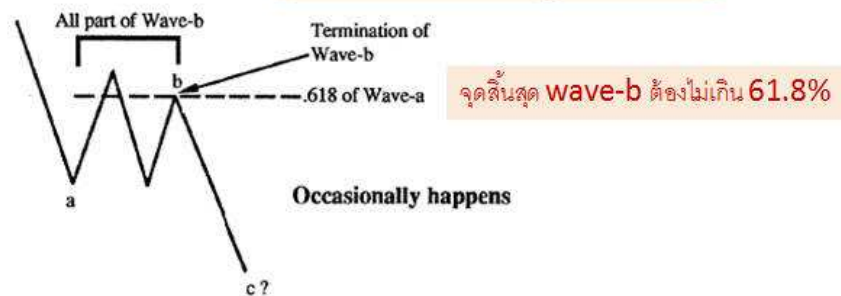 All part of Wave-b
Termination of
Wave-b
b
.618 of Wave-a
จุดสิ้นสุด wave-b ต้องไม่เกิน 61.8%
a
Occasionally happens
c ?